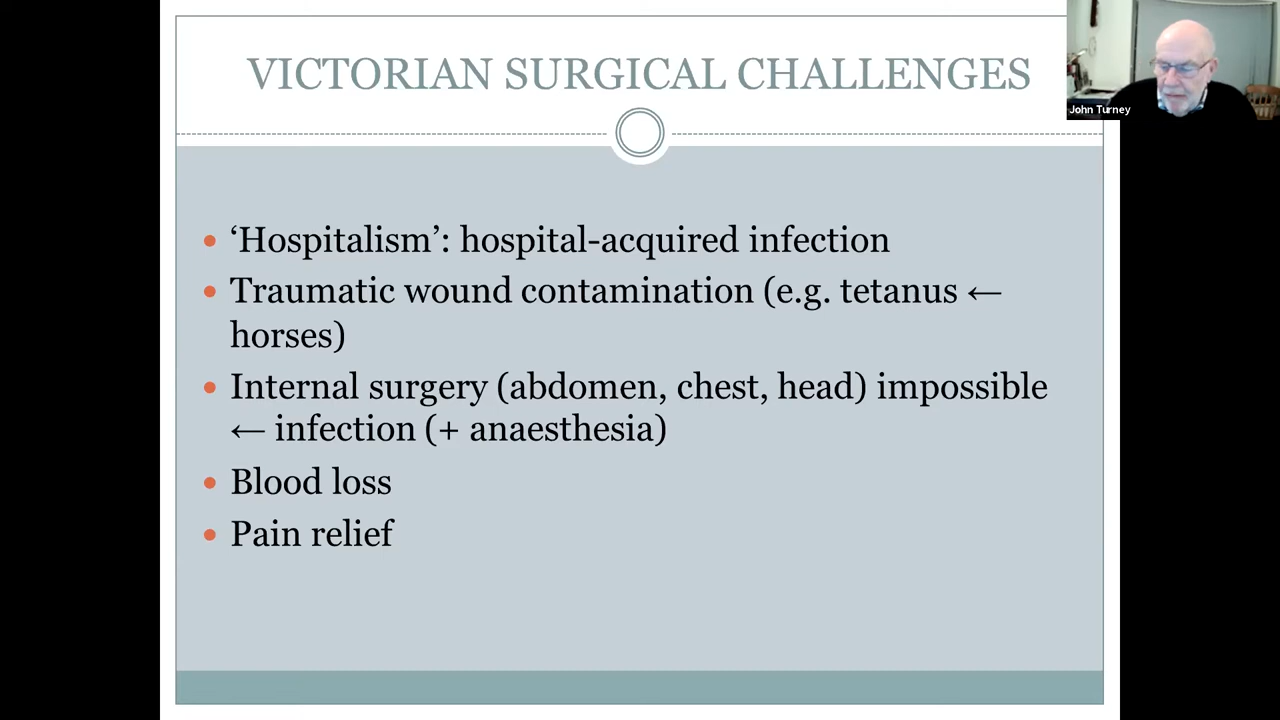 VICTORIAN SURGICAL CHALLENGES
John Turney
‘Hospitalism’: hospital-acquired infection
Traumatic wound contamination (e.g. tetanus ←
horses)
Internal surgery (abdomen, chest, head) impossible
← infection (+ anaesthesia)
Blood loss
Pain relief